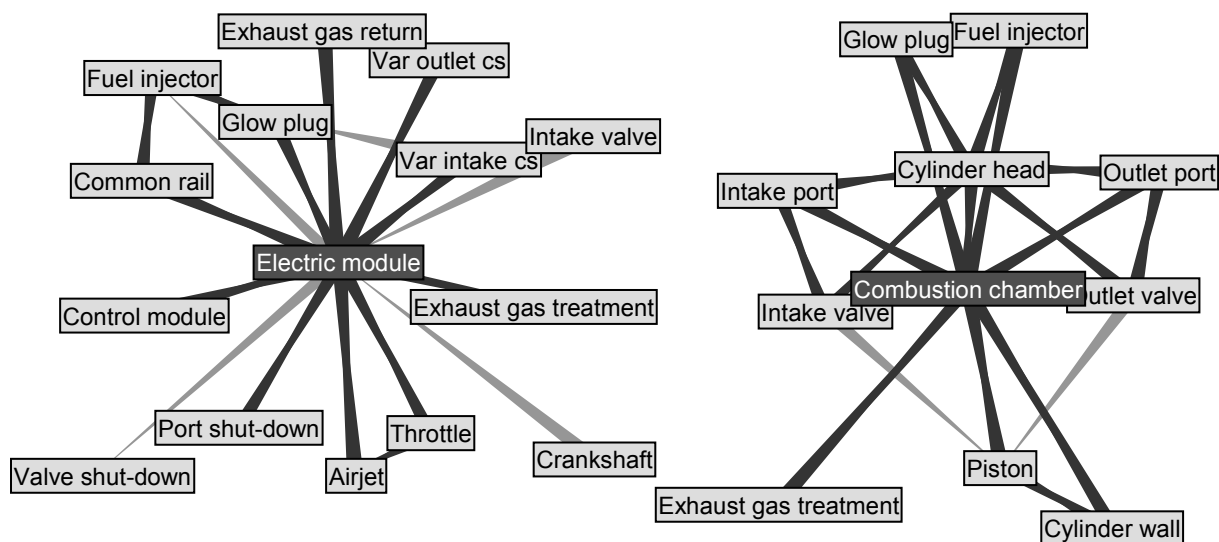 Exhaust gas return
Var outlet cs
Fuel injector
Glow plug
Intake valve
Var intake cs
Common rail
Electric module
Control module
Exhaust gas treatment
Port shut-down
Throttle
Valve shut-down
Airjet
Crankshaft
Glow plug
Fuel injector
Cylinder head
Outlet port
Intake port
Combustion chamber
Outlet valve
Intake valve
Piston
Exhaust gas treatment
Cylinder wall